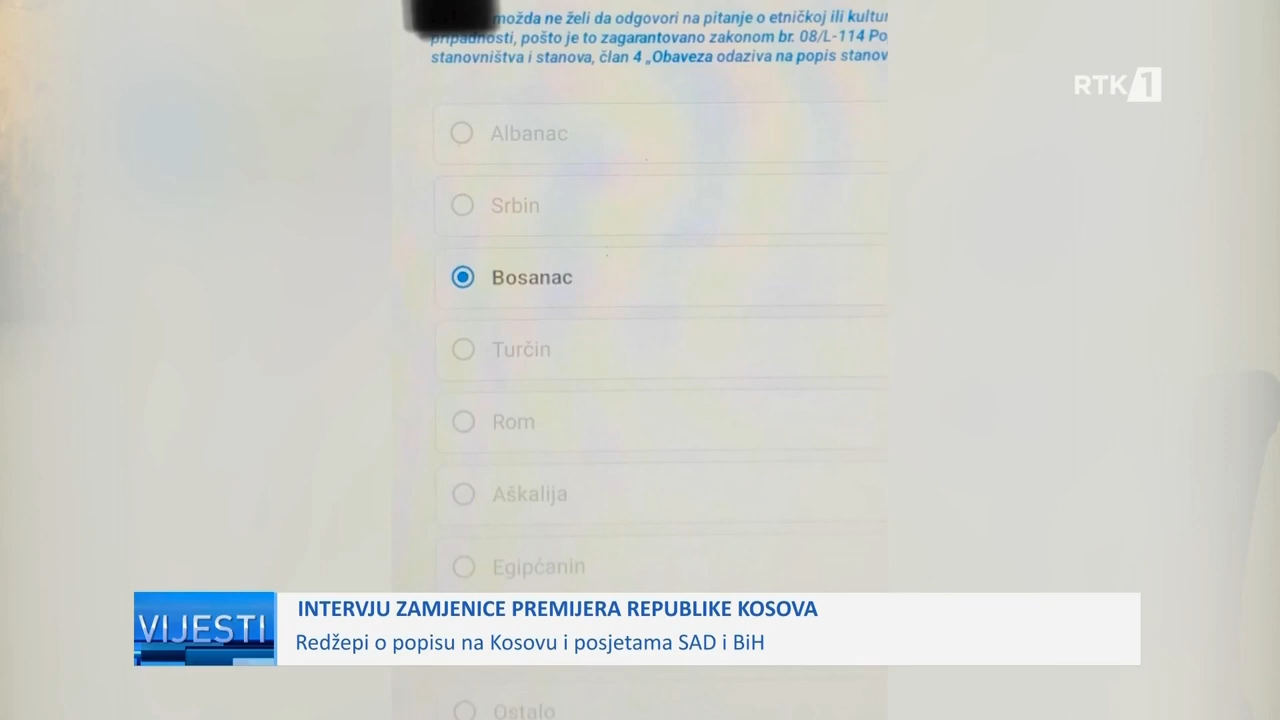 možda ne želi da odgovori na pitanje o etničkoj ili kultur
pripadnosti, pošto je to zagarantovano zakonom br. 08/L-114 Po
stanovništva i stanova, član 4 „Obaveza odaziva na popis stanov
RTK 1
Albanac
Srbin
Bosanac
Turčin
Rom
Aškalija
Egipćanin
VIJESTI
INTERVJU ZAMJENICE PREMIJERA REPUBLIKE KOSOVA
Redžepi o popisu na Kosovu i posjetama SAD i BiH
Ostalo